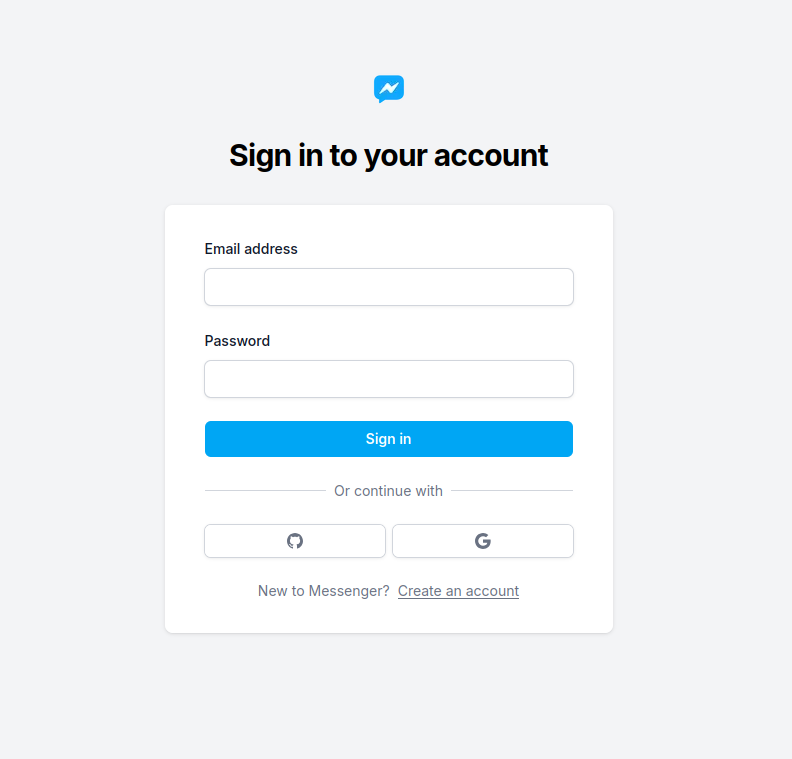 Sign in to your account
Email address
Password
Sign in
Or continue with
New to Messenger? Create an account